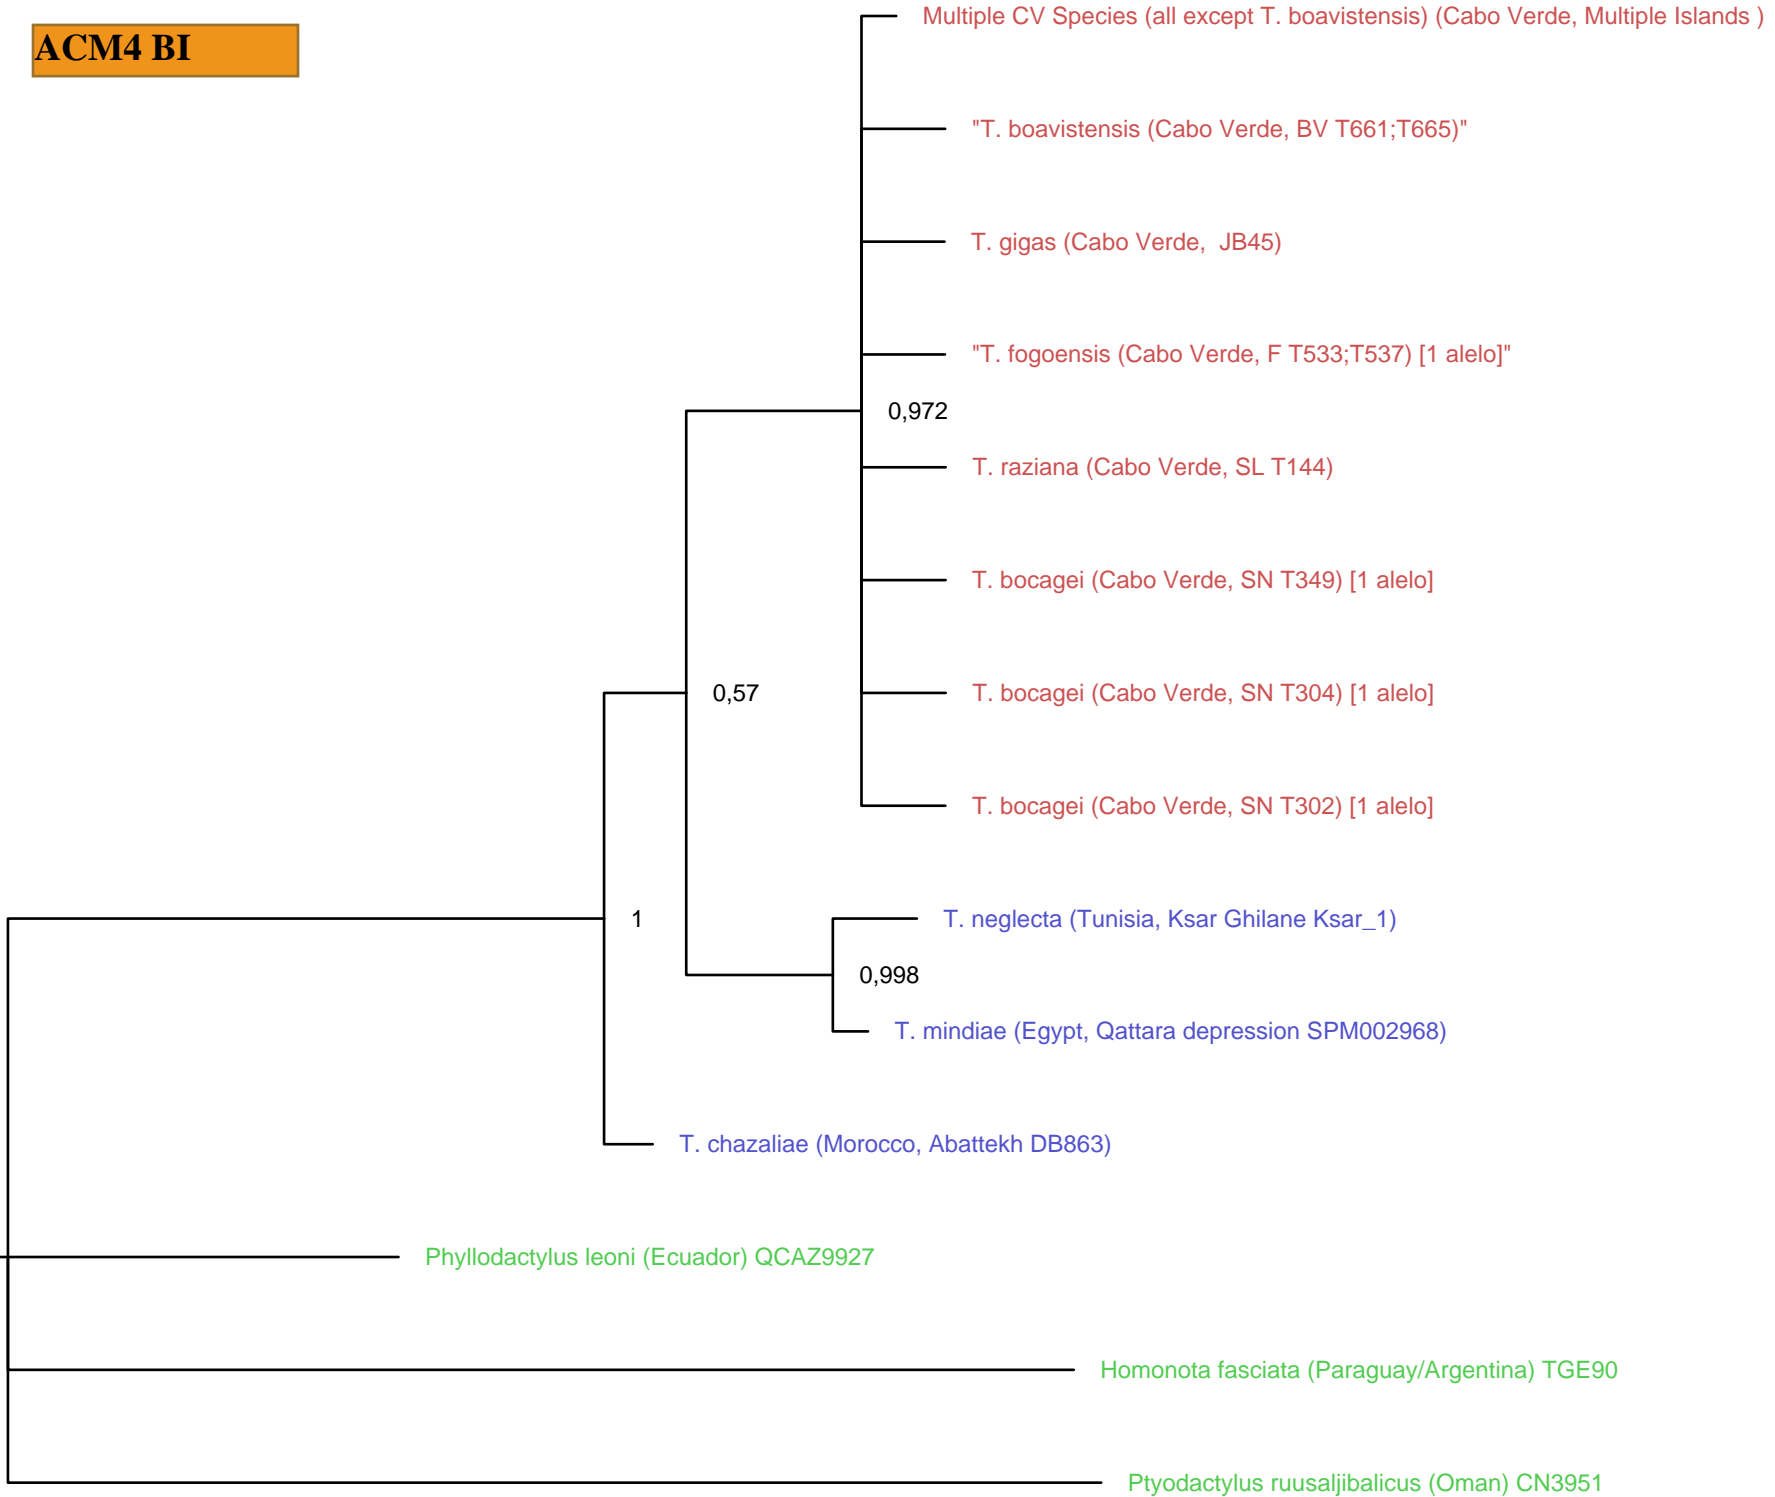 Multiple CV Species (all except T. boavistensis) (Cabo Verde, Multiple Islands )
ACM4 BI
"T. boavistensis (Cabo Verde, BV T661;T665)"
T. gigas (Cabo Verde,  JB45)
"T. fogoensis (Cabo Verde, F T533;T537) [1 alelo]"
0,972
T. raziana (Cabo Verde, SL T144)
T. bocagei (Cabo Verde, SN T349) [1 alelo]
0,57
T. bocagei (Cabo Verde, SN T304) [1 alelo]
T. bocagei (Cabo Verde, SN T302) [1 alelo]
1
T. neglecta (Tunisia, Ksar Ghilane Ksar_1)
0,998
T. mindiae (Egypt, Qattara depression SPM002968)
T. chazaliae (Morocco, Abattekh DB863)
Phyllodactylus leoni (Ecuador) QCAZ9927
Homonota fasciata (Paraguay/Argentina) TGE90
Ptyodactylus ruusaljibalicus (Oman) CN3951